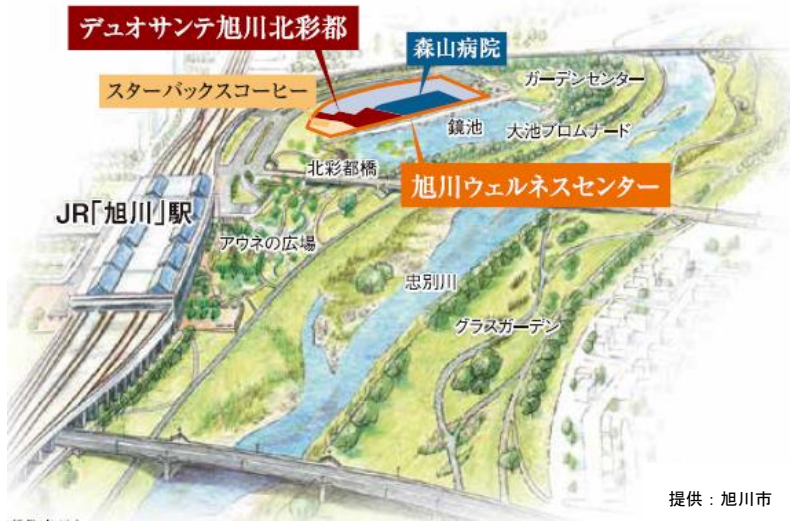 デュオサンテ旭川北彩都
森山病院
スターバックスコーヒー
ガーデンセンター
鏡池
大池プロムナード
北彩都橋
旭川ウェルネスセンター
JR「旭川」駅
アウネの広場
忠別川
グラスガーデン
提供：旭川市